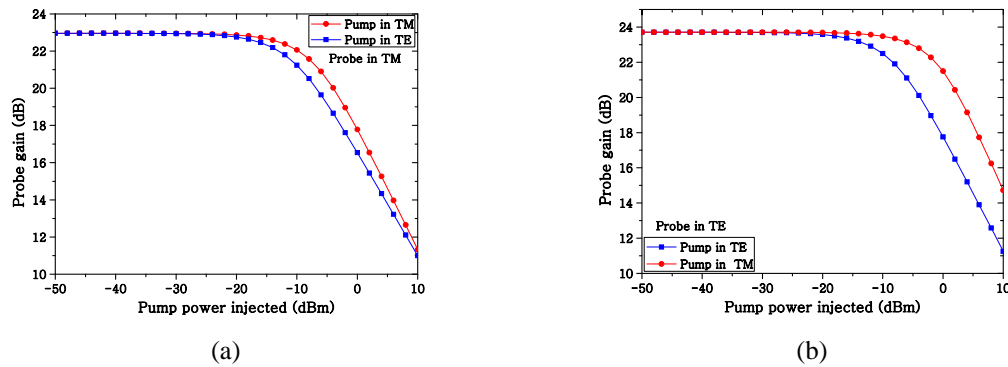 24
22
20
18
16
14
12
10
Probe gain (dB)
Pump in TM
Pump in TE
Probe in TM
-50 -40 -30 -20 -10 0 10
Pump power injected (dBm)
(a)
24
22
20
18
16
14
12
10
Probe gain (dB)
Probe in TE
Pump in TE
Pump in TM
-50 -40 -30 -20 -10 0 10
Pump power injected (dBm)
(b)